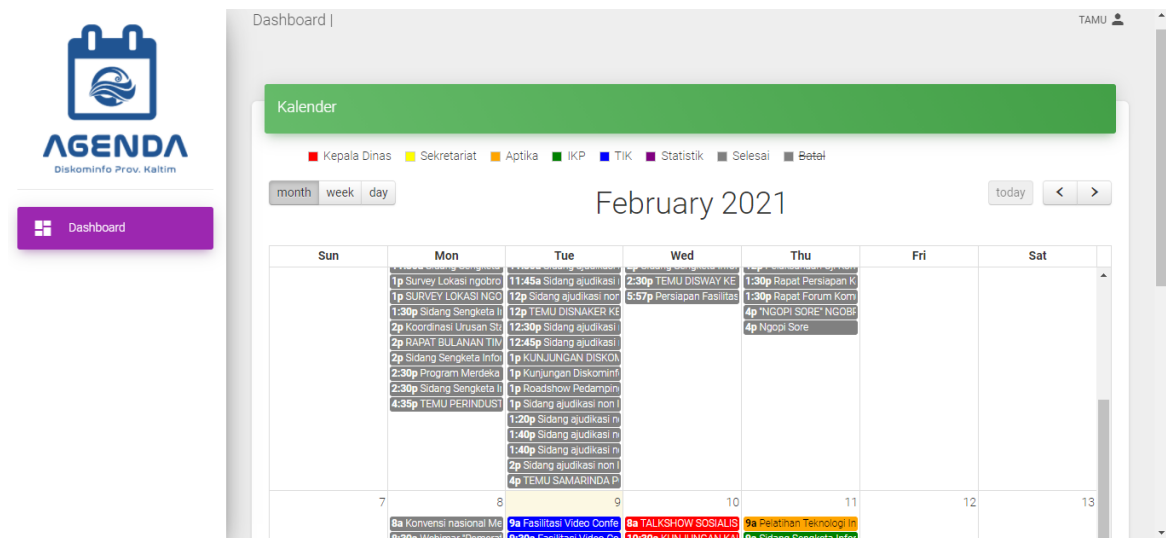 Dashboard |
TAMU
AGENDA
Diskominfo Prov. Kaltim
Dashboard
Kalender
Kepala Dinas Sekretariat Aptika IKP TIK Statistik Selesai Batal
month week day
February 2021
today
Sun Mon Tue Wed Thu Fri Sat
1p Survey Lokasi ngobro
1p SURVEY LOKASI NGO
1:30p Sidang Sengketa I
2p Koordinasi Urusan Sta
2p RAPAT BULANAN TIM
2p Sidang Sengketa Infor
2:30p Program Merdeka
2:30p Sidang Sengketa I
4:35p TEMU PERINDUST
11:45a Sidang ajudikasi
12p Sidang ajudikasi non
12p TEMU DISNAKER KE
12:30p Sidang ajudikasi
12:45p Sidang ajudikasi
1p KUNJUNGAN DISKOM
1p Kunjungan Diskominf
1p Roadshow Pedampin
1p Sidang ajudikasi non
1:20p Sidang ajudikasi n
1:40p Sidang ajudikasi n
1:40p Sidang ajudikasi n
2p Sidang ajudikasi non
4p TEMU SAMARINDA P
2:30p TEMU DISWAY KE
5:57p Persiapan Fasilitas
1:30p Rapat Persiapan K
1:30p Rapat Forum Kom
4p "NGOPI SORE" NGOB
4p Ngopi Sore
7 8 9 10 11 12 13
8a Konvensi nasional Me
9a Fasilitasi Video Confe
8a TALKSHOW SOSIALIS
9a Pelatihan Teknologi In